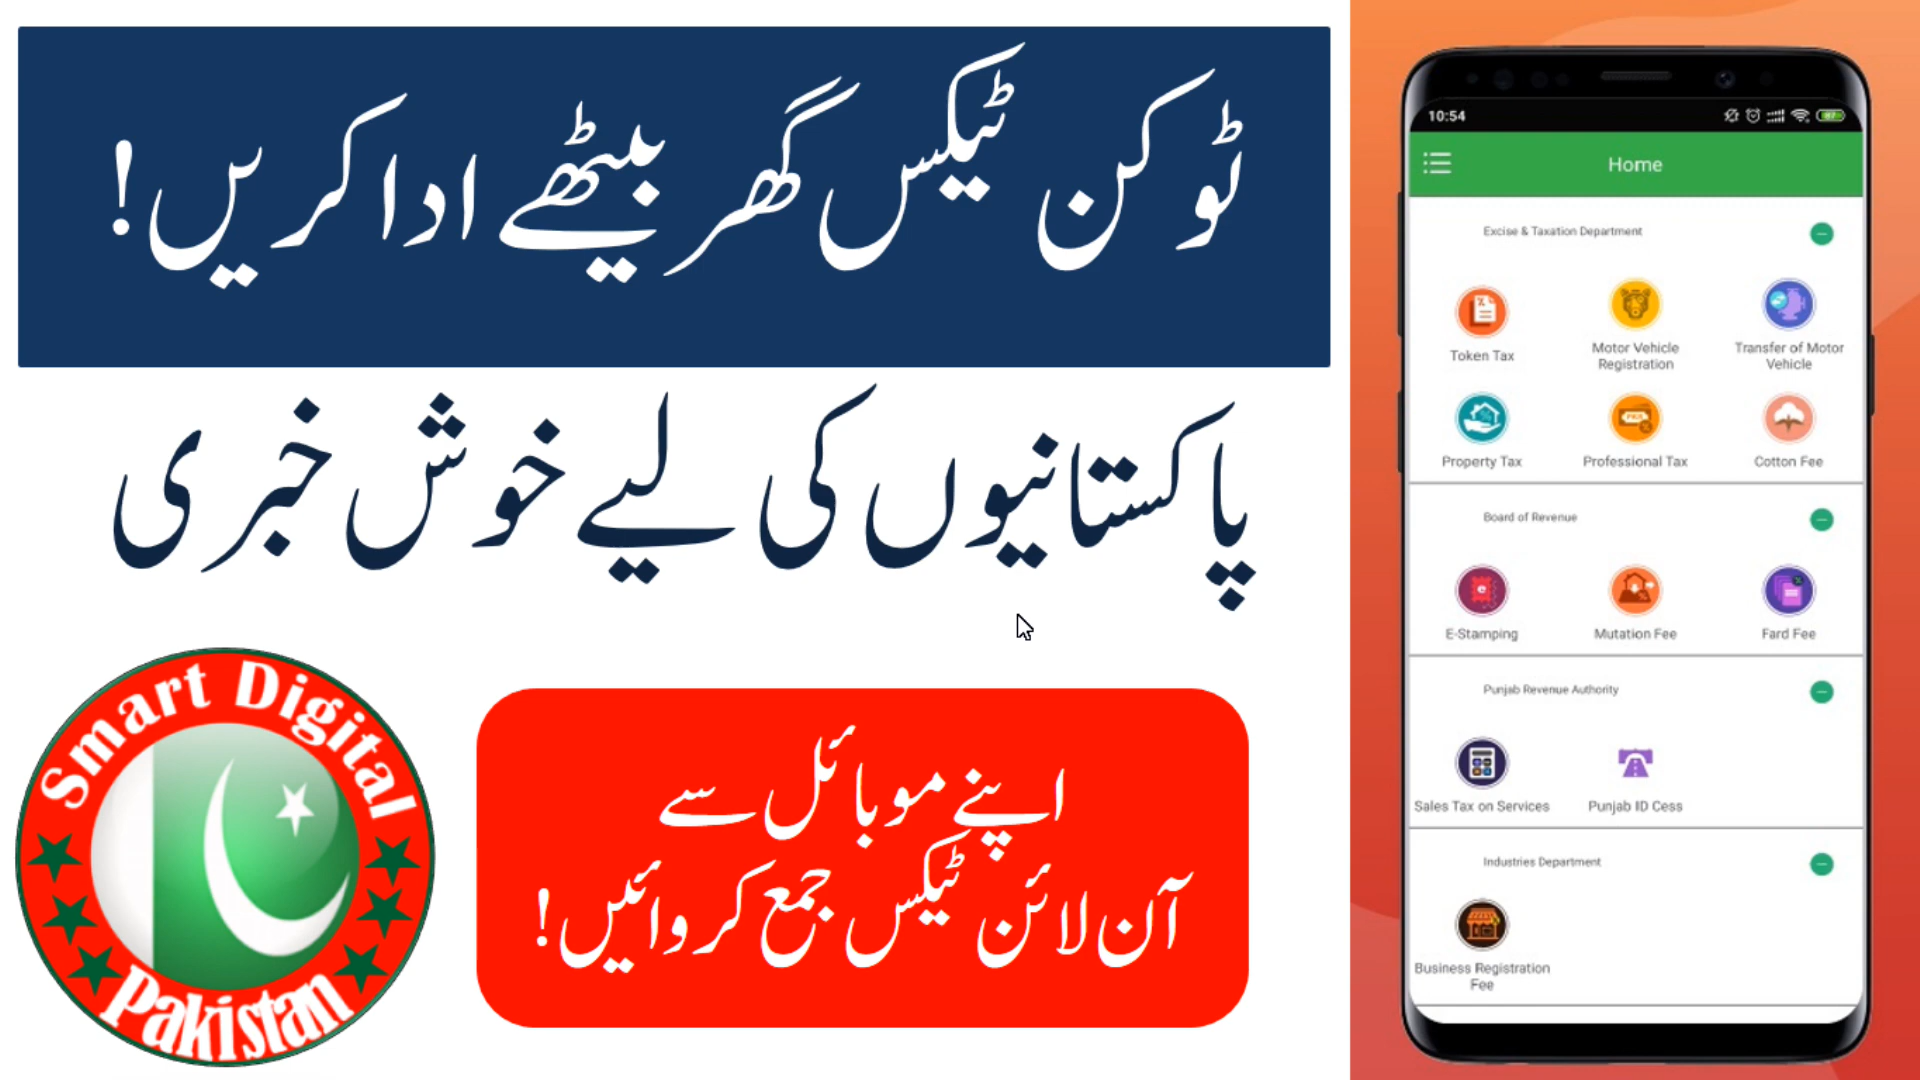 ٹوکن ٹیکس گھر بیٹھے ادا کریں!
پاکستانیوں کی لیے خوش خبری
اپنے موبائل سے
آن لائن ٹیکس جمع کروائیں!
Smart Digital
Pakistan
10:54
87
Home
Excise & Taxation Department
Token Tax
Motor Vehicle
Registration
Transfer of Motor
Vehicle
Property Tax
Professional Tax
Cotton Fee
Board of Revenue
E-Stamping
Mutation Fee
Fard Fee
Punjab Revenue Authority
Sales Tax on Services
Punjab ID Cess
Industries Department
Business Registration
Fee